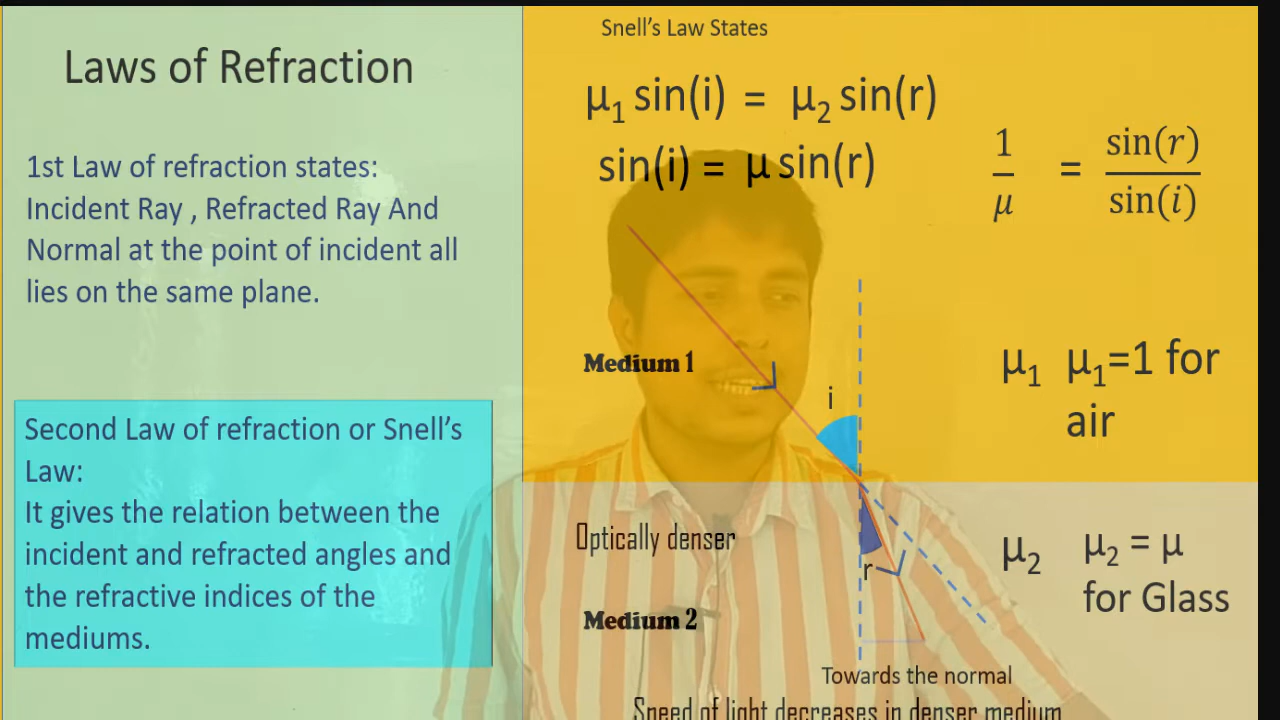 Laws of Refraction
1st Law of refraction states:
Incident Ray , Refracted Ray And
Normal at the point of incident all
lies on the same plane.
Second Law of refraction or Snell’s
Law:
It gives the relation between the
incident and refracted angles and
the refractive indices of the
mediums.
Snell’s Law States
μ₁ sin(i) = μ₂ sin(r)
sin(i) = μ sin(r)
1/μ = sin(r)/sin(i)
Medium 1
i
μ₁ μ₁=1 for
air
Optically denser
r
μ₂ μ₂ = μ
for Glass
Medium 2
Towards the normal
Speed of light decreases in denser medium